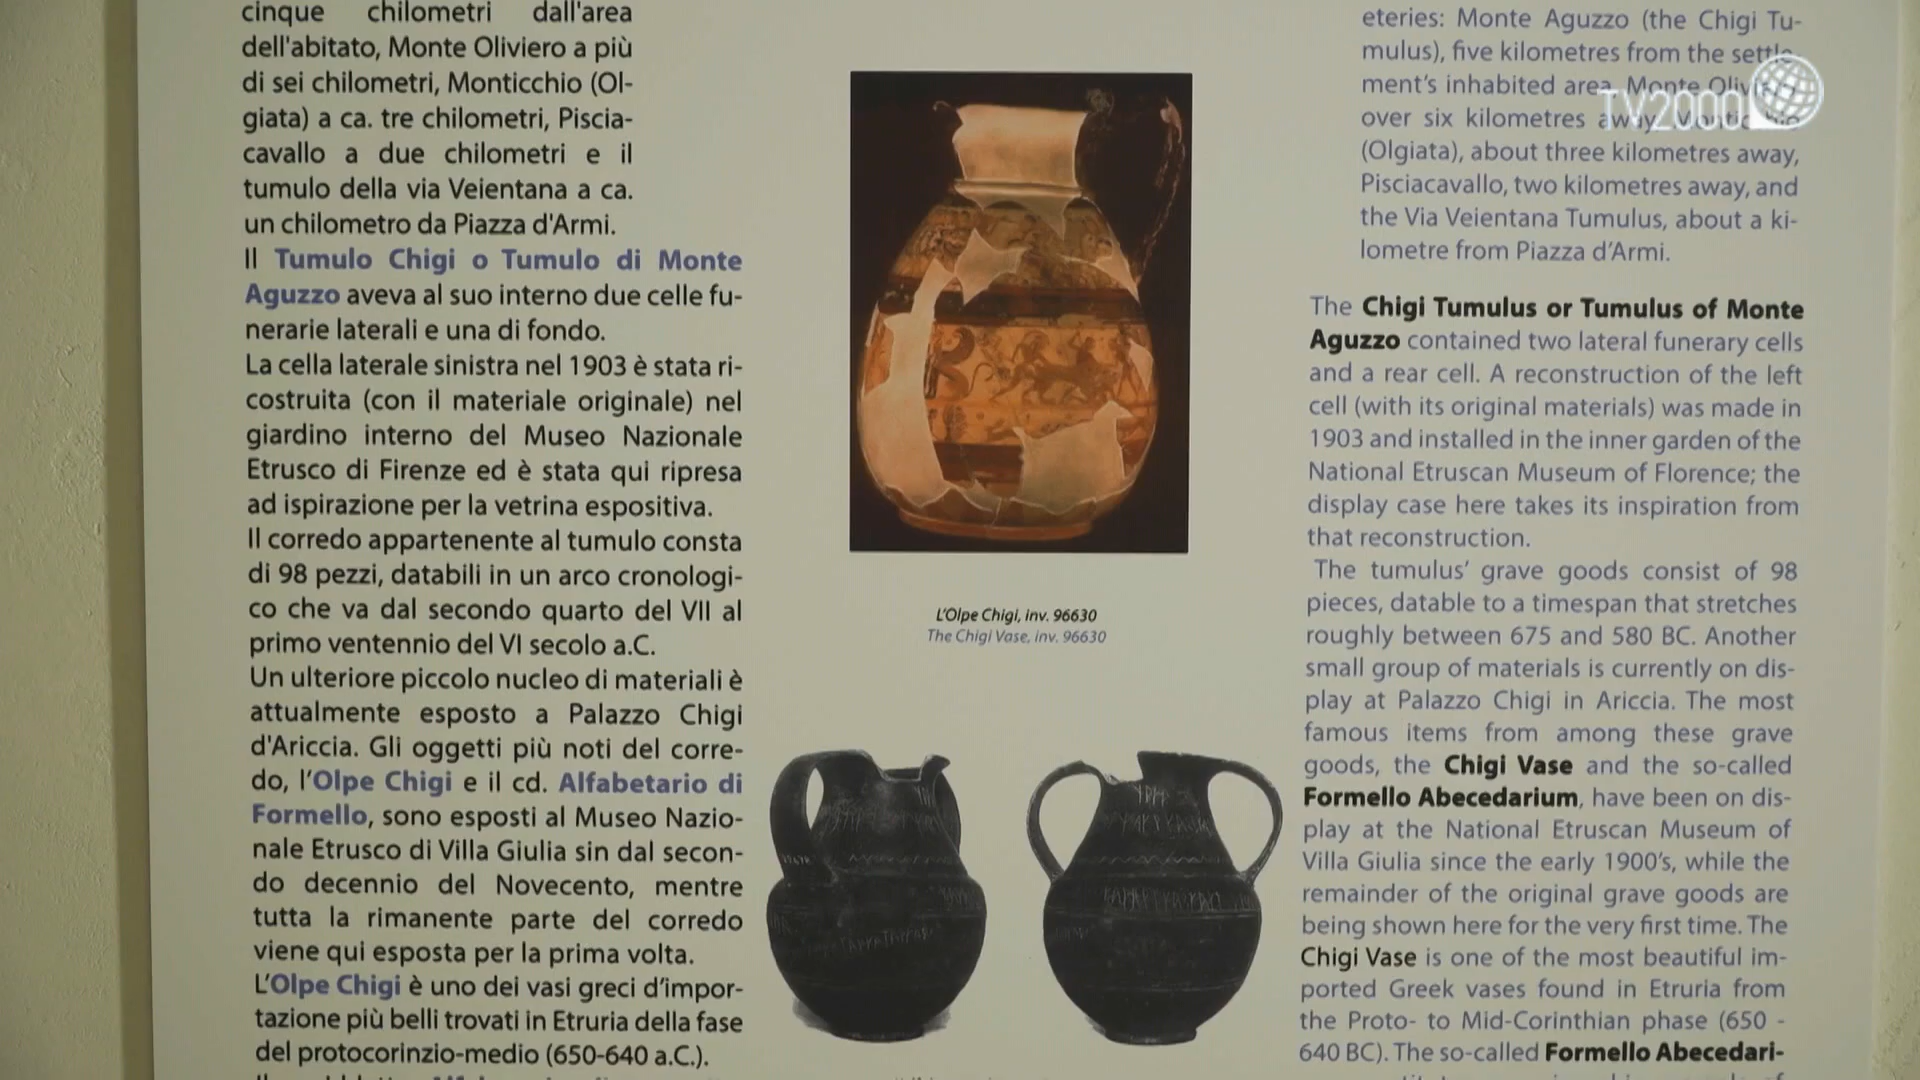 cinque chilometri dall'area
dell'abitato, Monte Oliviero a più
di sei chilometri, Monticchio (Ol-
giata) a ca. tre chilometri, Piscia-
cavallo a due chilometri e il
tumulo della via Veientana a ca.
un chilometro da Piazza d'Armi.
Il Tumulo Chigi o Tumulo di Monte
Aguzzo aveva al suo interno due celle fu-
nerarie laterali e una di fondo.
La cella laterale sinistra nel 1903 è stata ri-
costruita (con il materiale originale) nel
giardino interno del Museo Nazionale
Etrusco di Firenze ed è stata qui ripresa
ad ispirazione per la vetrina espositiva.
Il corredo appartenente al tumulo consta
di 98 pezzi, databili in un arco cronologi-
co che va dal secondo quarto del VII al
primo ventennio del VI secolo a.C.
Un ulteriore piccolo nucleo di materiali è
attualmente esposto a Palazzo Chigi
d'Ariccia. Gli oggetti più noti del corre-
do, l'Olpe Chigi e il cd. Alfabetario di
Formello, sono esposti al Museo Nazio-
nale Etrusco di Villa Giulia sin dal secon-
do decennio del Novecento, mentre
tutta la rimanente parte del corredo
viene qui esposta per la prima volta.
L'Olpe Chigi è uno dei vasi greci d'impor-
tazione più belli trovati in Etruria della fase
del protocorinzio-medio (650-640 a.C.).
L'Olpe Chigi, inv. 96630
The Chigi Vase, inv. 96630
eteries: Monte Aguzzo (the Chigi Tu-
mulus), five kilometres from the settle-
ment's inhabited area, Monte Oliviero
over six kilometres away, Monticchio
(Olgiata), about three kilometres away,
Pisciacavallo, two kilometres away, and
the Via Veientana Tumulus, about a ki-
lometre from Piazza d'Armi.
The Chigi Tumulus or Tumulus of Monte
Aguzzo contained two lateral funerary cells
and a rear cell. A reconstruction of the left
cell (with its original materials) was made in
1903 and installed in the inner garden of the
National Etruscan Museum of Florence; the
display case here takes its inspiration from
that reconstruction.
The tumulus' grave goods consist of 98
pieces, datable to a timespan that stretches
roughly between 675 and 580 BC. Another
small group of materials is currently on dis-
play at Palazzo Chigi in Ariccia. The most
famous items from among these grave
goods, the Chigi Vase and the so-called
Formello Abecedarium, have been on dis-
play at the National Etruscan Museum of
Villa Giulia since the early 1900's, while the
remainder of the original grave goods are
being shown here for the very first time. The
Chigi Vase is one of the most beautiful im-
ported Greek vases found in Etruria from
the Proto- to Mid-Corinthian phase (650 -
640 BC). The so-called Formello Abecedari-
TV2000